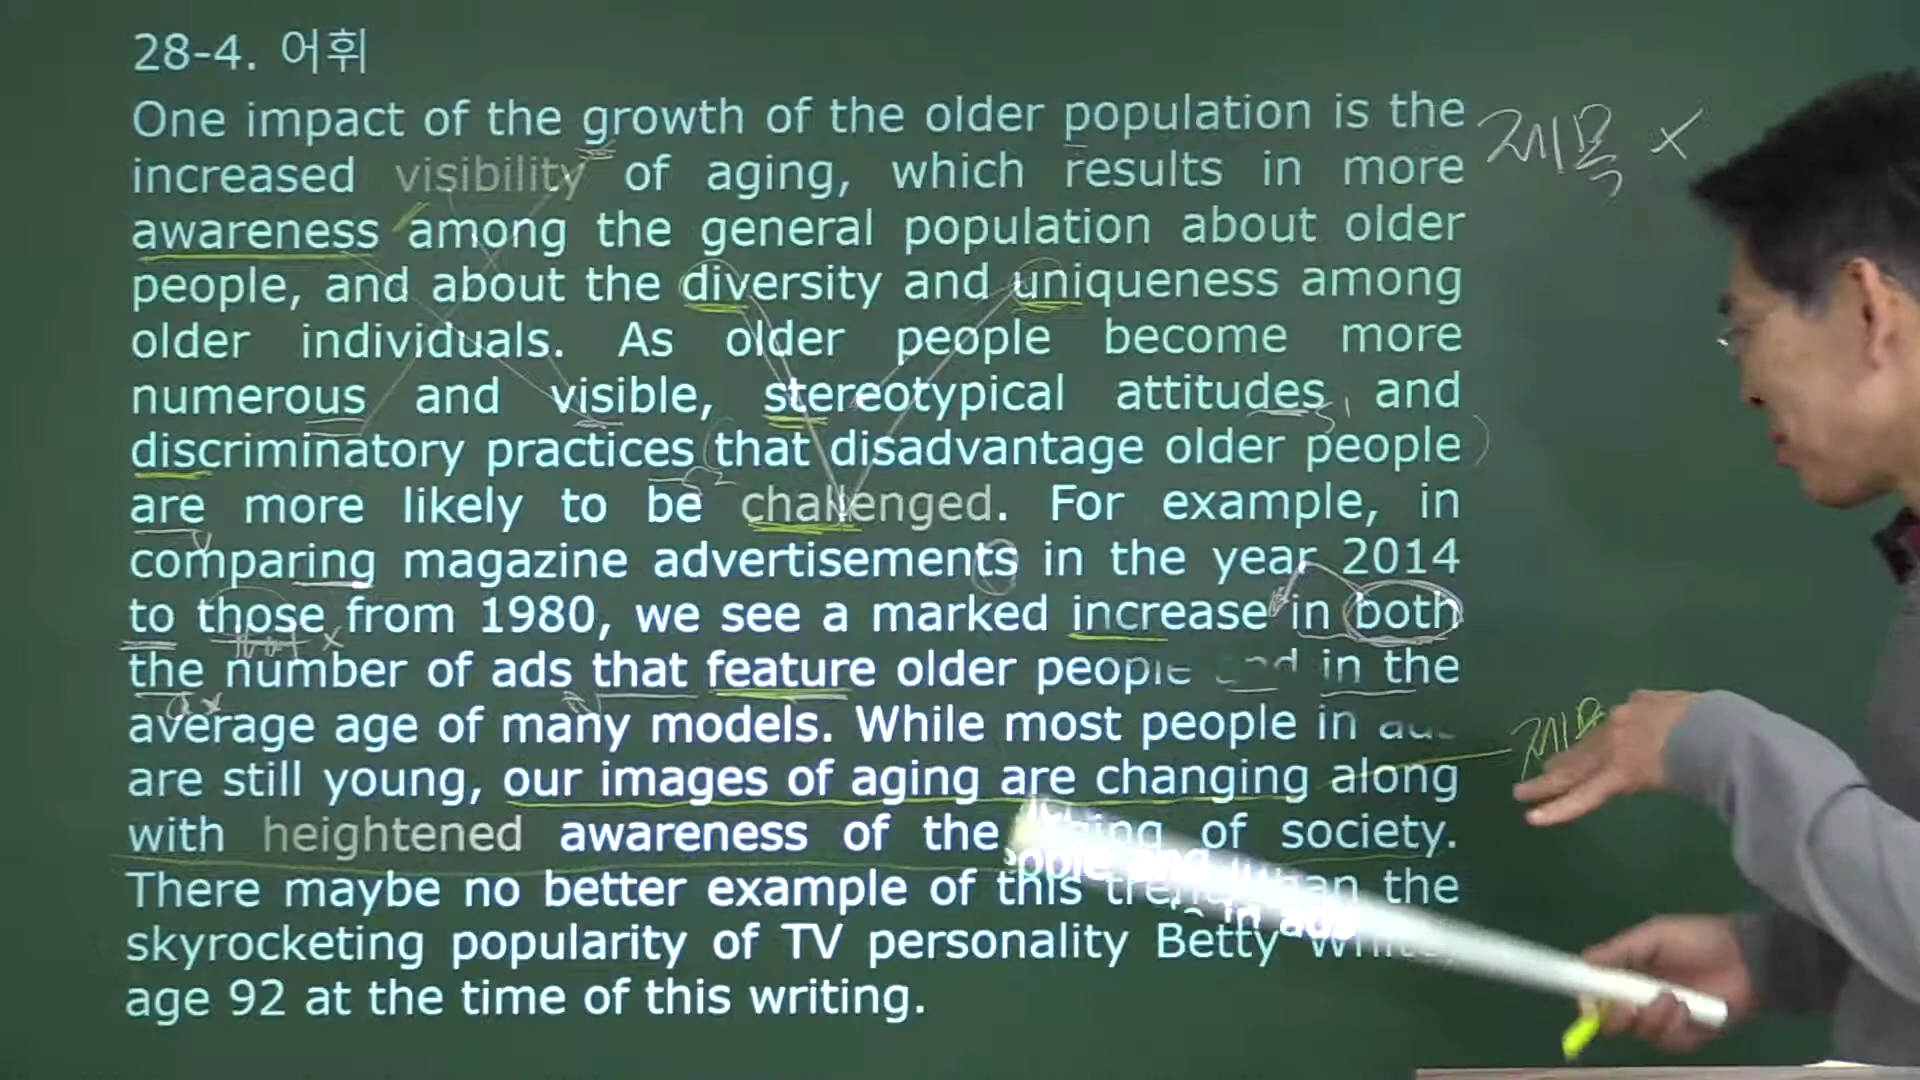 28-4. 어휘
One impact of the growth of the older population is the
increased visibility of aging, which results in more
awareness among the general population about older
people, and about the diversity and uniqueness among
older individuals. As older people become more
numerous and visible, stereotypical attitudes and
discriminatory practices that disadvantage older people
are more likely to be challenged. For example, in
comparing magazine advertisements in the year 2014
to those from 1980, we see a marked increase in both
the number of ads that feature older people and in the
average age of many models. While most people in
are still young, our images of aging are changing along
with heightened awareness of the of society.
There maybe no better example of this the
skyrocketing popularity of TV personality Betty
age 92 at the time of this writing.
제목 x